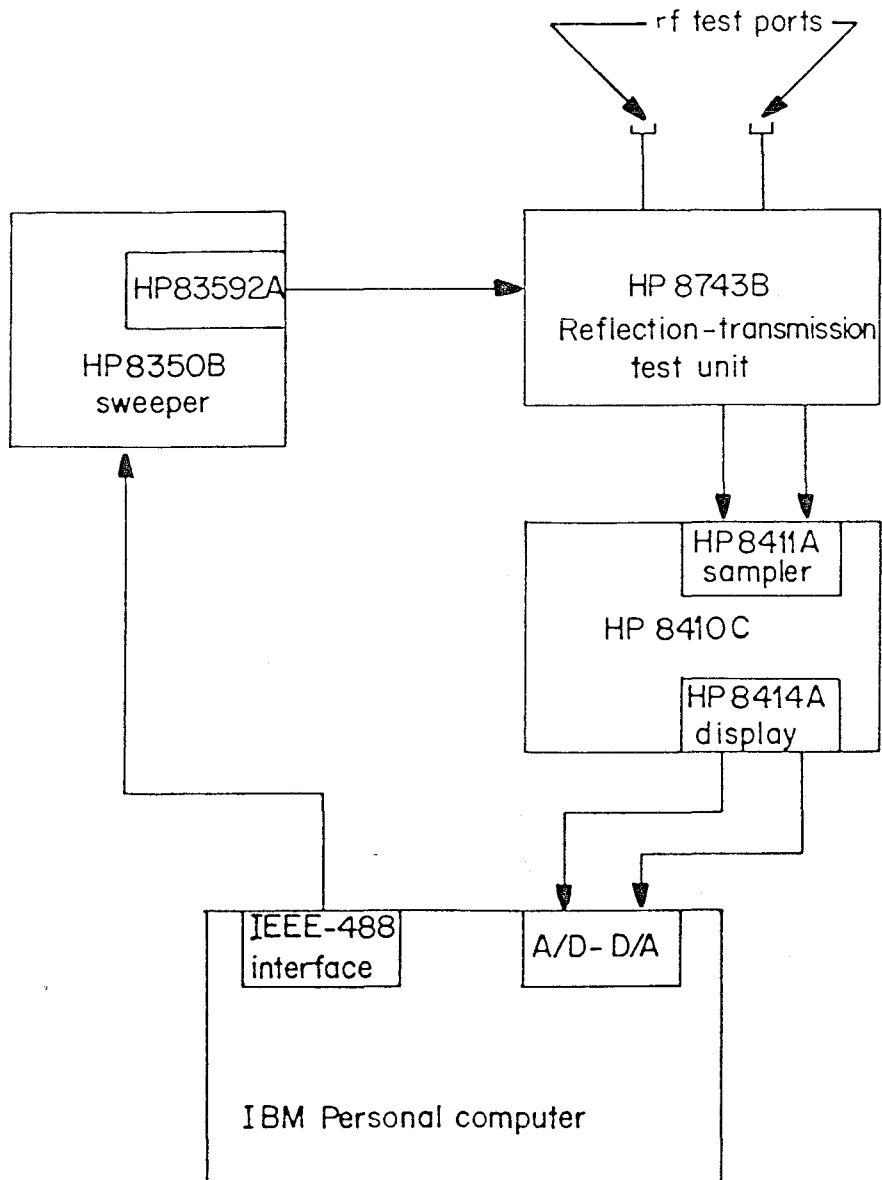 rf test ports
HP83592A
HP8350B
sweeper
HP 8743B
Reflection-transmission
test unit
HP8411A
sampler
HP 8410C
HP8414A
display
IEEE-488
interface
A/D-D/A
IBM Personal computer